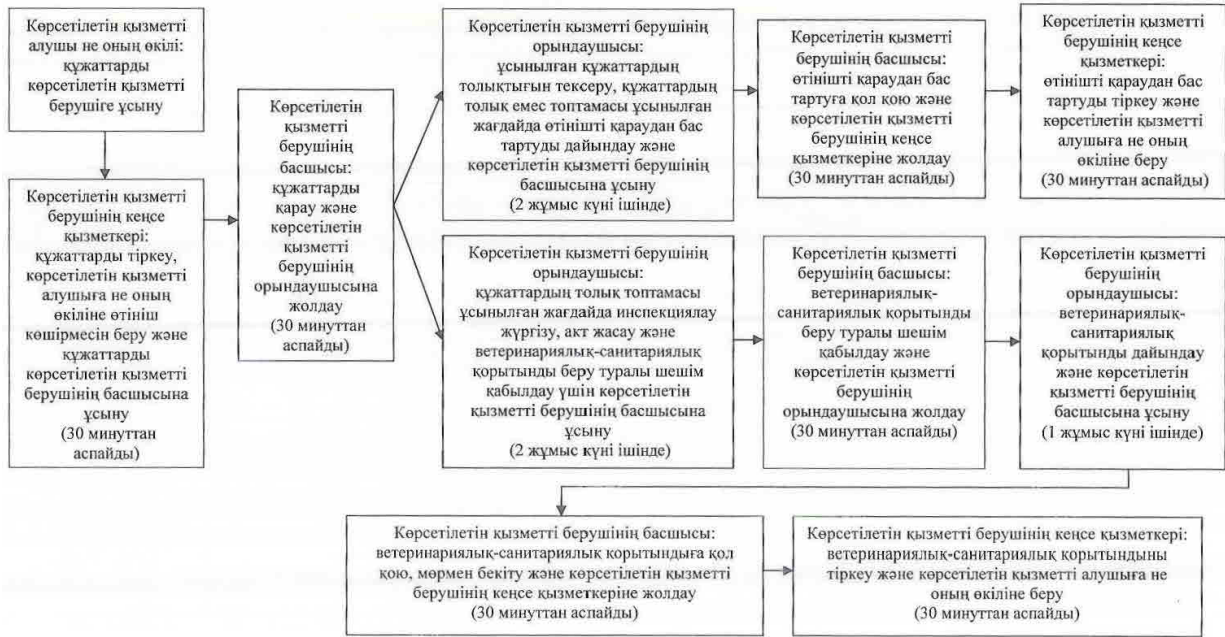 Көрсетілетін қызметті
алушы не оның өкілі:
құжаттарды
көрсетілетін қызметті
берушіге ұсыну
Көрсетілетін қызметті
берушінің кеңсе
қызметкері:
құжаттарды тіркеу,
көрсетілетін қызметті
алушыға не оның
өкіліне өтініш
көшірмесін беру және
құжаттарды
көрсетілетін қызметті
берушінің басшысына
ұсыну
(30 минуттан
аспайды)
Көрсетілетін
қызметті
берушінің
басшысы:
құжаттарды
қарау және
көрсетілетін
қызметті
берушінің
орындаушысына
жолдау
(30 минуттан
аспайды)
Көрсетілетін қызметті берушінің
орындаушысы:
ұсынылған құжаттардың
толықтығын тексеру, құжаттардың
толық емес топтамасы ұсынылған
жағдайда өтінішті қараудан бас
тартуды дайындау және
көрсетілетін қызметті берушінің
басшысына ұсыну
(2 жұмыс күні ішінде)
Көрсетілетін қызметті
берушінің басшысы:
өтінішті қараудан бас
тартуға қол қою және
көрсетілетін қызметті
берушінің кеңсе
қызметкеріне жолдау
(30 минуттан аспайды)
Көрсетілетін қызметті
берушінің кеңсе
қызметкері:
өтінішті қараудан бас
тартуды тіркеу және
көрсетілетін қызметті
алушыға не оның
өкіліне беру
(30 минуттан аспайды)
Көрсетілетін қызметті берушінің
орындаушысы:
құжаттардың толық топтамасы
ұсынылған жағдайда инспекциялау
жүргізу, акт жасау және
ветеринариялық-санитариялық
қорытынды беру туралы шешім
қабылдау үшін көрсетілетін
қызметті берушінің басшысына
ұсыну
(2 жұмыс күні ішінде)
Көрсетілетін қызметті
берушінің басшысы:
ветеринариялық-
санитариялық қорытынды
беру туралы шешім
қабылдау және
көрсетілетін қызметті
берушінің
орындаушысына жолдау
(30 минуттан аспайды)
Көрсетілетін қызметті
берушінің
орындаушысы:
ветеринариялық-
санитариялық
қорытынды дайындау
және көрсетілетін
қызметті берушінің
басшысына ұсыну
(1 жұмыс күні ішінде)
Көрсетілетін қызметті берушінің басшысы:
ветеринариялық-санитариялық қорытындыға қол
қою, мөрмен бекіту және көрсетілетін қызметті
берушінің кеңсе қызметкеріне жолдау
(30 минуттан аспайды)
Көрсетілетін қызметті берушінің кеңсе қызметкері:
ветеринариялық-санитариялық қорытындыны
тіркеу және көрсетілетін қызметті алушыға не
оның өкіліне беру
(30 минуттан аспайды)